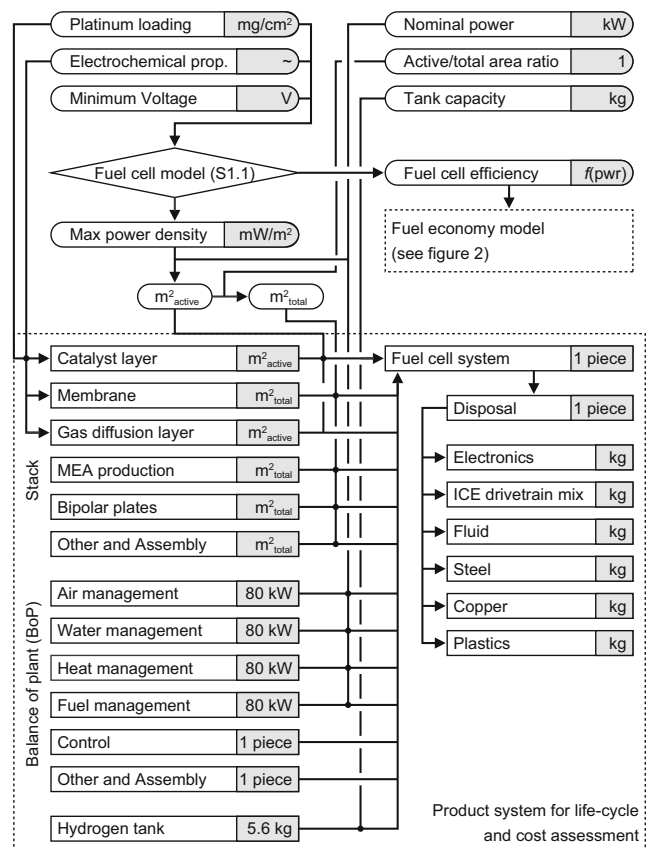 Platinum loading mg/cm²
Electrochemical prop. ~
Minimum Voltage V
Nominal power kW
Active/total area ratio 1
Tank capacity kg
Fuel cell model (S1.1)
Fuel cell efficiency f(pwr)
Max power density mW/m²
Fuel economy model
(see figure 2)
m²active
m²total
Stack
Catalyst layer m²active
Membrane m²total
Gas diffusion layer m²active
MEA production m²total
Bipolar plates m²total
Other and Assembly m²total
Balance of plant (BoP)
Air management 80 kW
Water management 80 kW
Heat management 80 kW
Fuel management 80 kW
Control 1 piece
Other and Assembly 1 piece
Hydrogen tank 5.6 kg
Fuel cell system 1 piece
Disposal 1 piece
Electronics kg
ICE drivetrain mix kg
Fluid kg
Steel kg
Copper kg
Plastics kg
Product system for life-cycle
and cost assessment